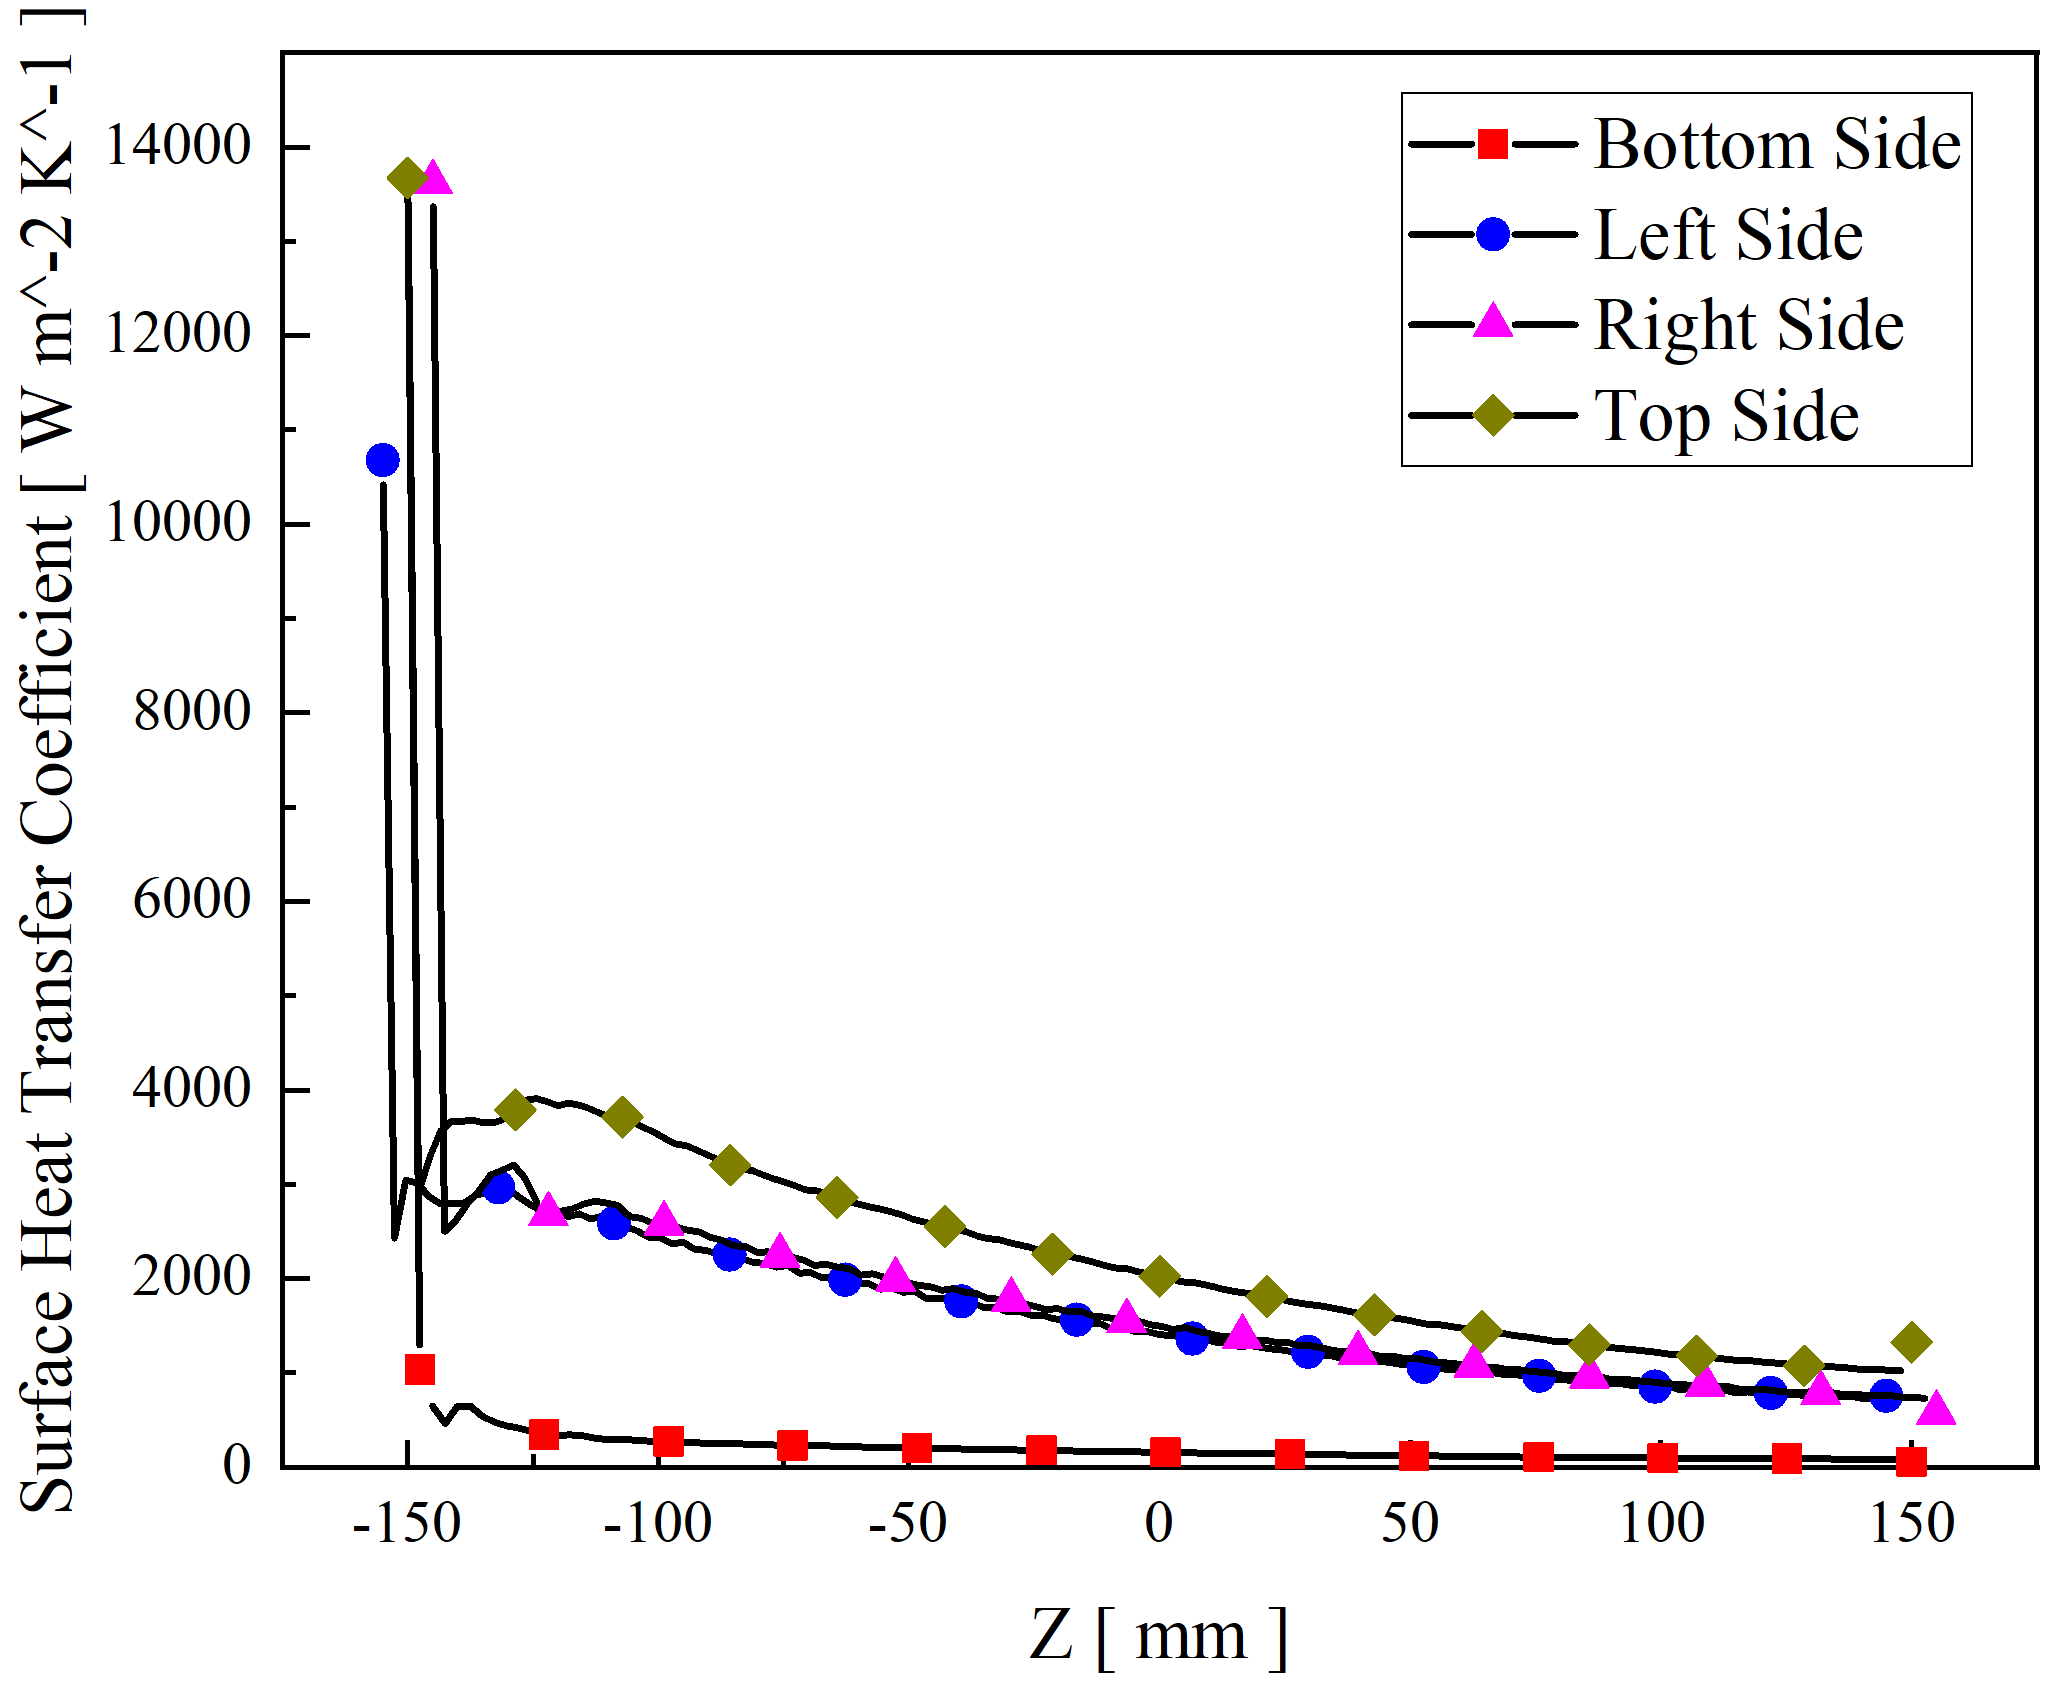 Surface Heat Transfer Coefficient [ W m^-2 K^-1 ]
14000
12000
10000
8000
6000
4000
2000
0
-150
-100
-50
0
50
100
150
Z [ mm ]
Bottom Side
Left Side
Right Side
Top Side